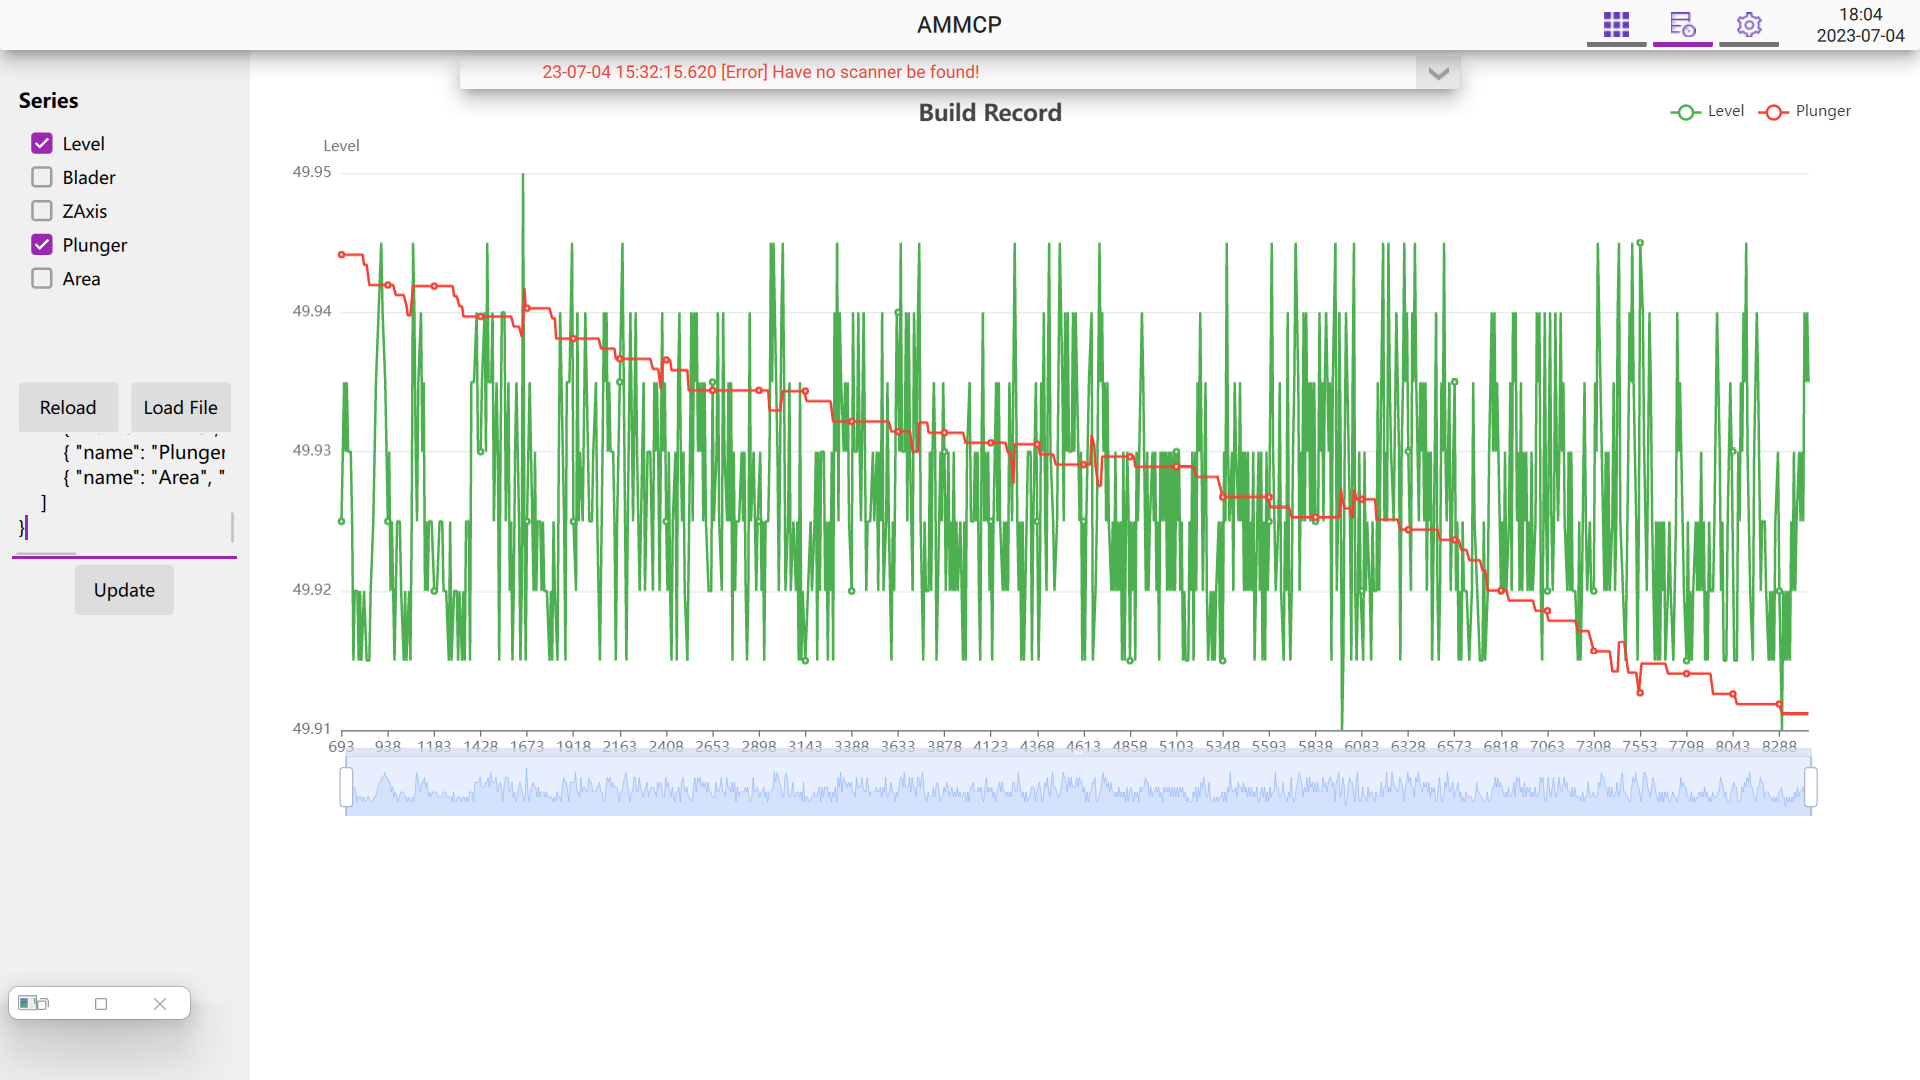 AMMCP
18:04
2023-07-04
23-07-04 15:32:15.620 [Error] Have no scanner be found!
Series
Level
Blader
ZAxis
Plunger
Area
Reload
Load File
{ "name": "Plunger
{ "name": "Area", "
]
}
Update
Build Record
Level
Plunger
Level
49.95
49.94
49.93
49.92
49.91
693 938 1183 1428 1673 1918 2163 2408 2653 2898 3143 3388 3633 3878 4123 4368 4613 4858 5103 5348 5593 5838 6083 6328 6573 6818 7063 7308 7553 7798 8043 8288